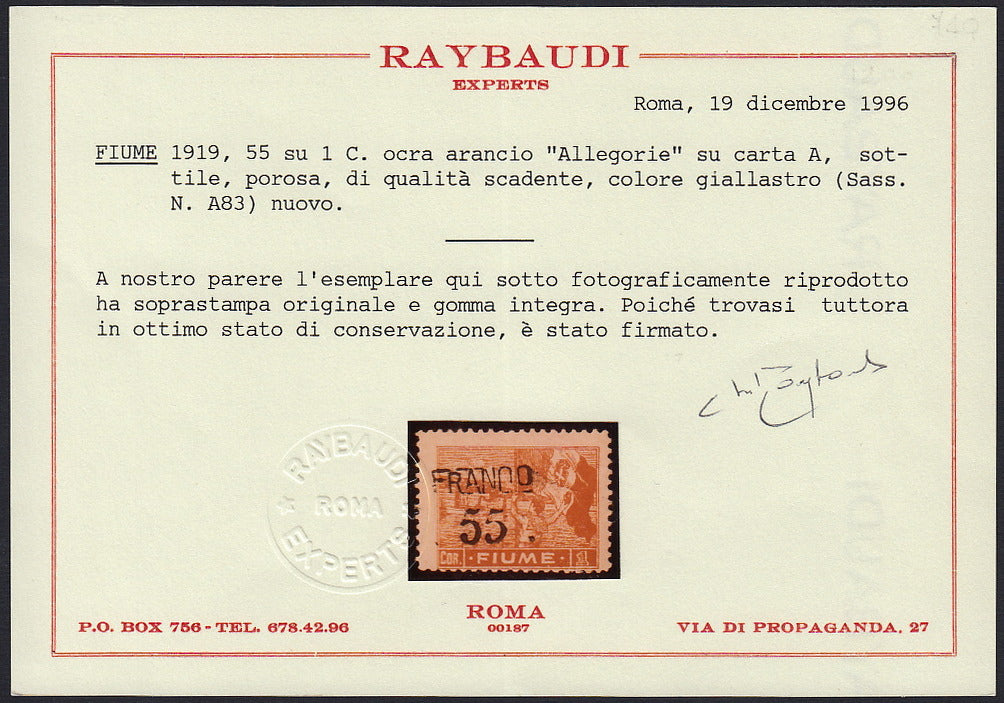 RAYBAUDI
EXPERTS
Roma, 19 dicembre 1996
FIUME 1919, 55 su 1 C. ocra arancio "Allegorie" su carta A, sot-
tile, porosa, di qualità scadente, colore giallastro (Sass.
N. A83) nuovo.
A nostro parere l'esemplare qui sotto fotograficamente riprodotto
ha soprastampa originale e gomma integra. Poiché trovasi tuttora
in ottimo stato di conservazione, è stato firmato.
RAYBAUDI
ROMA
EXPERTS
FRANCO
55
COR. · FIUME · 1
P.O. BOX 756 - TEL. 678.42.96
ROMA
00187
VIA DI PROPAGANDA. 27